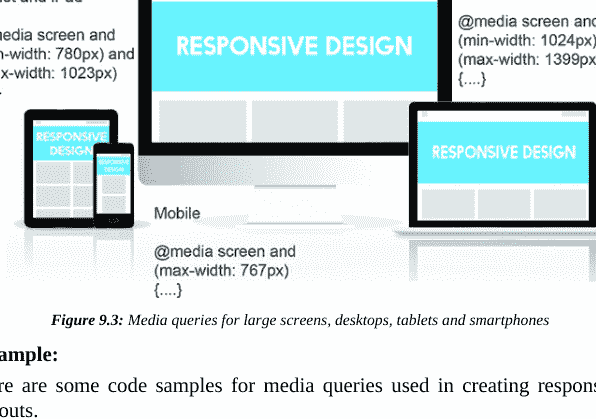 media screen and
n-width: 780px) and
x-width: 1023px)
@media screen and
(min-width: 1024px)
(max-width: 1399px
{....}
RESPONSIVE DESIGN
RESPONSIVE
DESIGN
RESPONSIVE
DESIGN
RESPONSIVE DESIGN
Mobile
@media screen and
(max-width: 767px)
{....}
Figure 9.3: Media queries for large screens, desktops, tablets and smartphones
ample:
re are some code samples for media queries used in creating respons
outs.